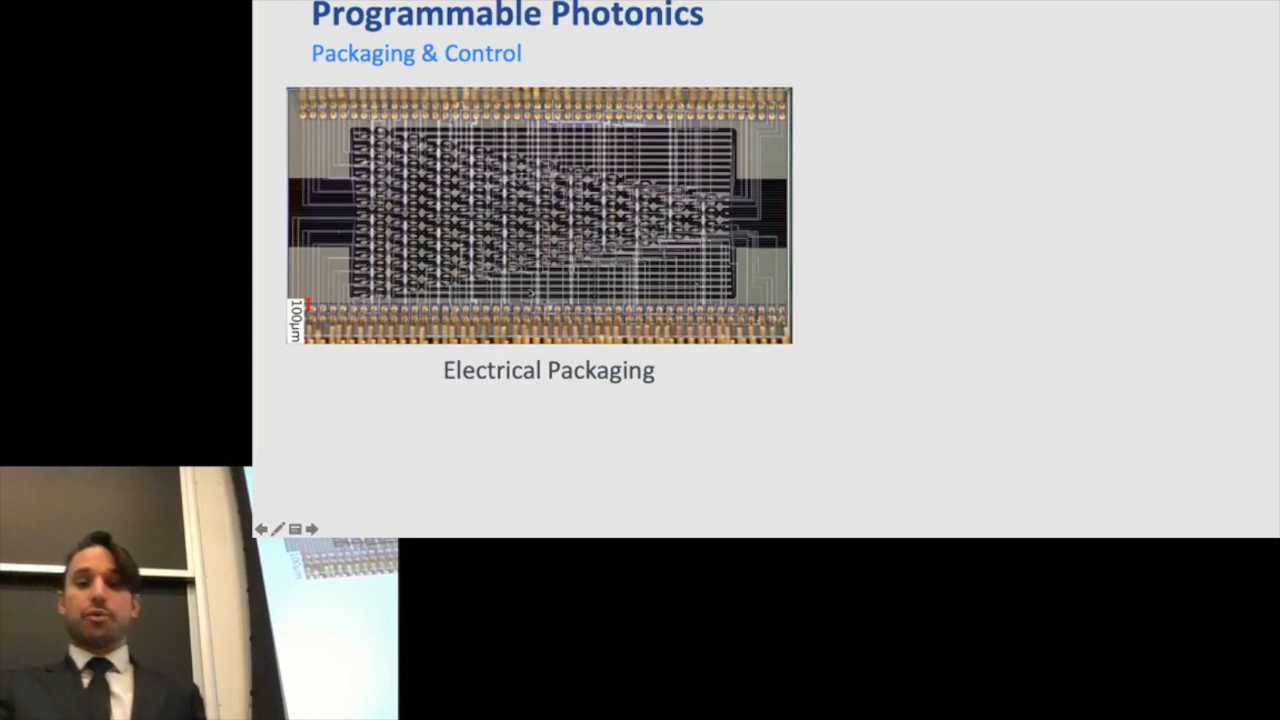 Programmable Photonics
Packaging & Control
100μm
Electrical Packaging